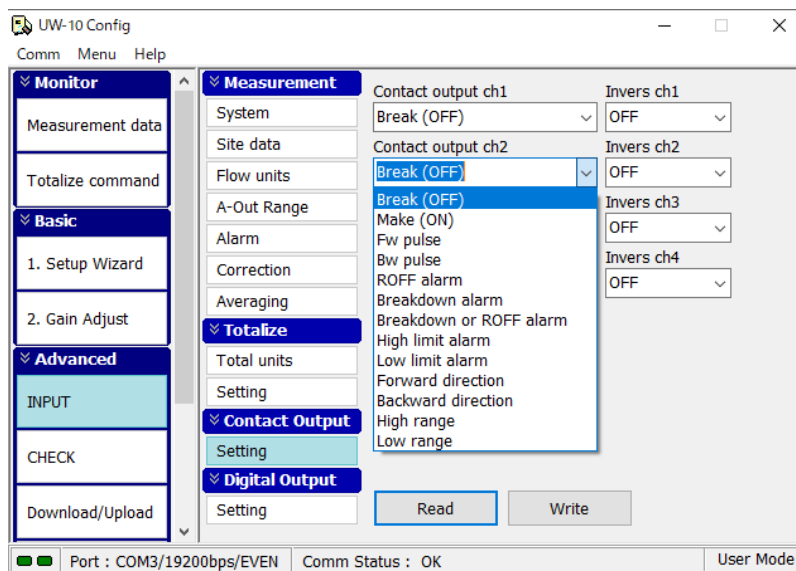 UW-10 Config
Comm Menu Help
Monitor
Measurement data
Totalize command
Basic
1. Setup Wizard
2. Gain Adjust
Advanced
INPUT
CHECK
Download/Upload
Measurement
System
Site data
Flow units
A-Out Range
Alarm
Correction
Averaging
Totalize
Total units
Setting
Contact Output
Setting
Digital Output
Setting
Contact output ch1
Break (OFF)
Contact output ch2
Break (OFF)
Break (OFF)
Make (ON)
Fw pulse
Bw pulse
ROFF alarm
Breakdown alarm
Breakdown or ROFF alarm
High limit alarm
Low limit alarm
Forward direction
Backward direction
High range
Low range
Invers ch1
OFF
Invers ch2
OFF
Invers ch3
OFF
Invers ch4
OFF
Read Write
Port : COM3/19200bps/EVEN Comm Status : OK User Mode